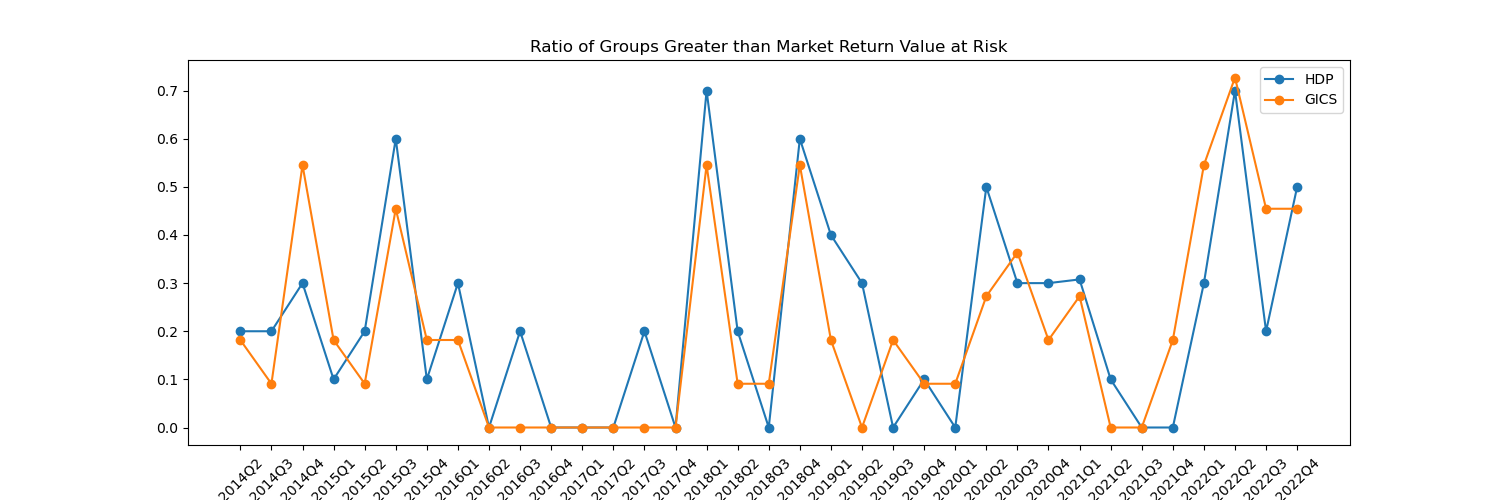 Ratio of Groups Greater than Market Return Value at Risk
HDP
GICS
0.7
0.6
0.5
0.4
0.3
0.2
0.1
0.0
2014Q2
2014Q3
2014Q4
2015Q1
2015Q2
2015Q3
2015Q4
2016Q1
2016Q2
2016Q3
2016Q4
2017Q1
2017Q2
2017Q3
2017Q4
2018Q1
2018Q2
2018Q3
2018Q4
2019Q1
2019Q2
2019Q3
2019Q4
2020Q1
2020Q2
2020Q3
2020Q4
2021Q1
2021Q2
2021Q3
2021Q4
2022Q1
2022Q2
2022Q3
2022Q4